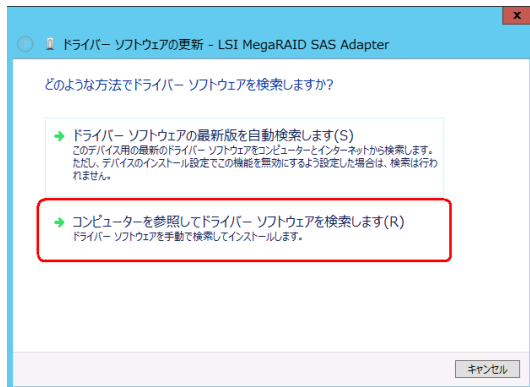 x
ドライバー ソフトウェアの更新 - LSI MegaRAID SAS Adapter
どのような方法でドライバー ソフトウェアを検索しますか?
ドライバー ソフトウェアの最新版を自動検索します(S)
このデバイス用の最新のドライバー ソフトウェアをコンピューターとインターネットから検索します。
ただし、デバイスのインストール設定でこの機能を無効にするよう設定した場合は、検索は行わ
れません。
コンピューターを参照してドライバー ソフトウェアを検索します(R)
ドライバー ソフトウェアを手動で検索してインストールします。
キャンセル